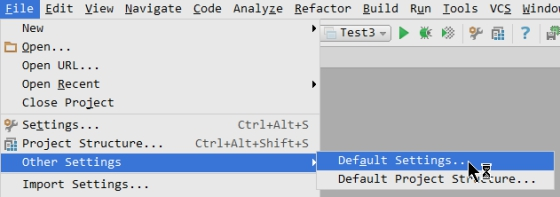 File Edit View Navigate Code Analyze Refactor Build Run Tools VCS Window
New
Test3
Open...
Open URL...
Open Recent
Close Project
Settings... Ctrl+Alt+S
Project Structure... Ctrl+Alt+Shift+S
Other Settings
Default Settings...
Default Project Structure...
Import Settings...